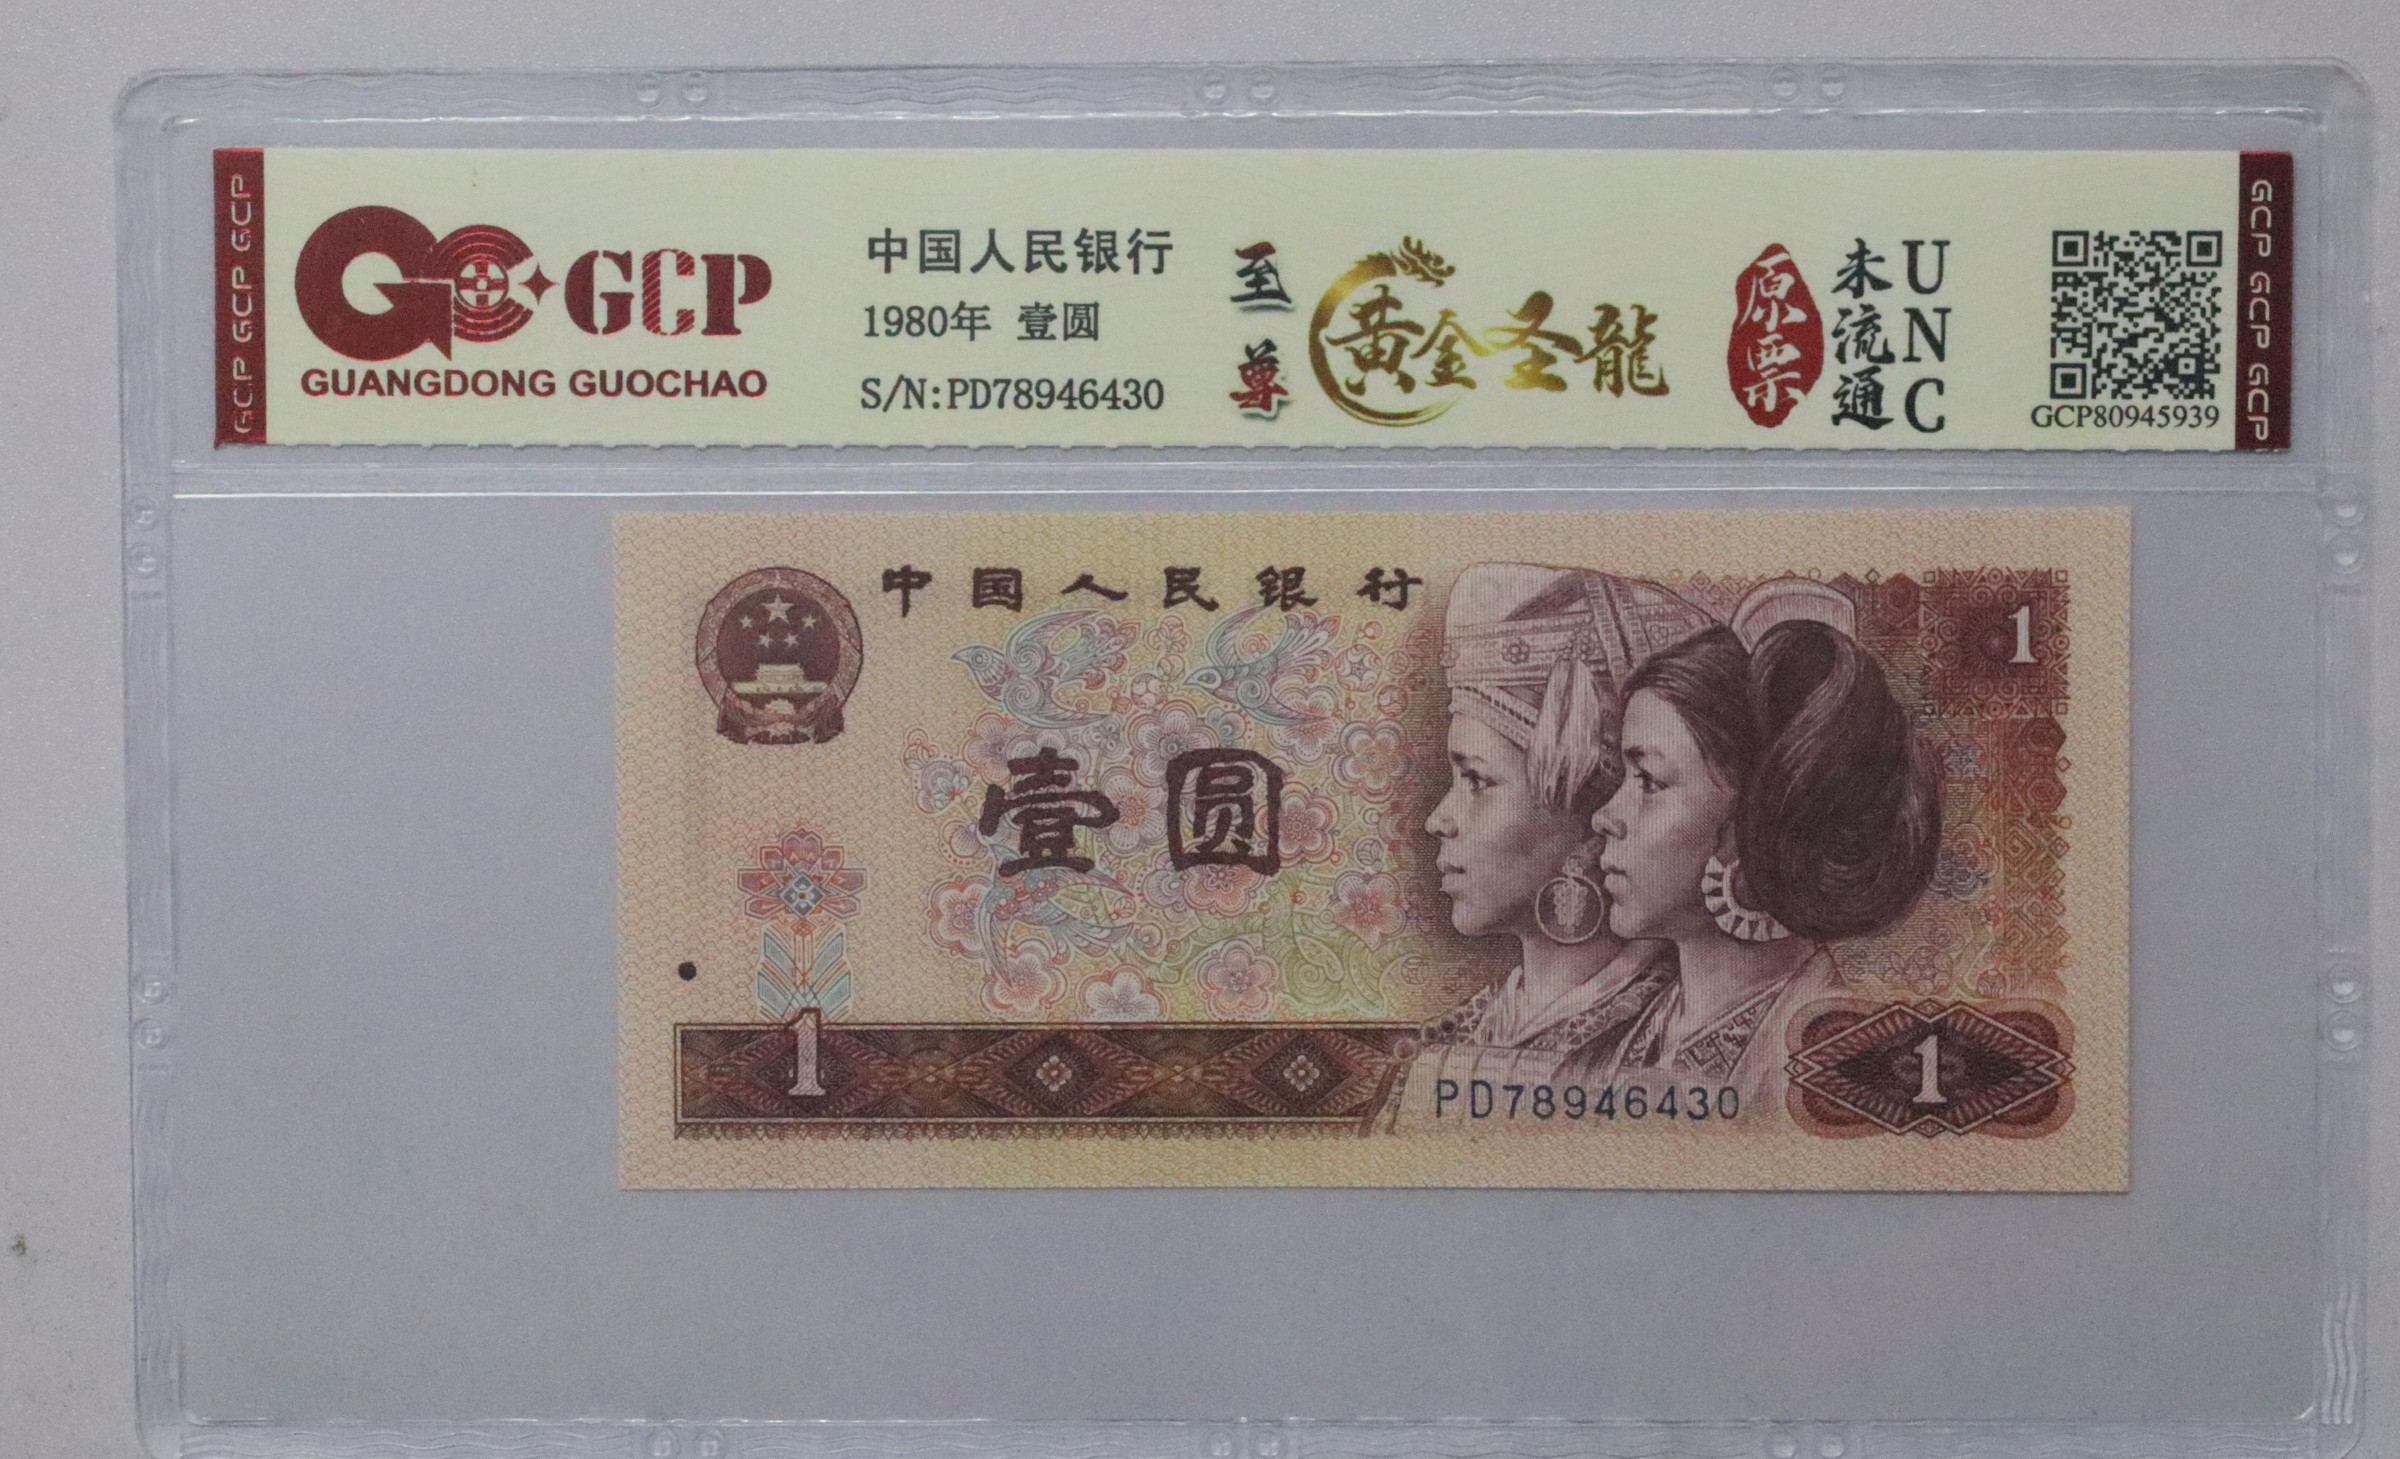 GCP GCP GCP
GCP
GUANGDONG GUOCHAO
中国人民银行
1980年 壹圆
S/N:PD78946430
至尊
黄金圣龍
原票
未流通
UNC
GCP80945939
GCP GCP GCP
中国人民银行
1
壹圆
1
PD78946430
1